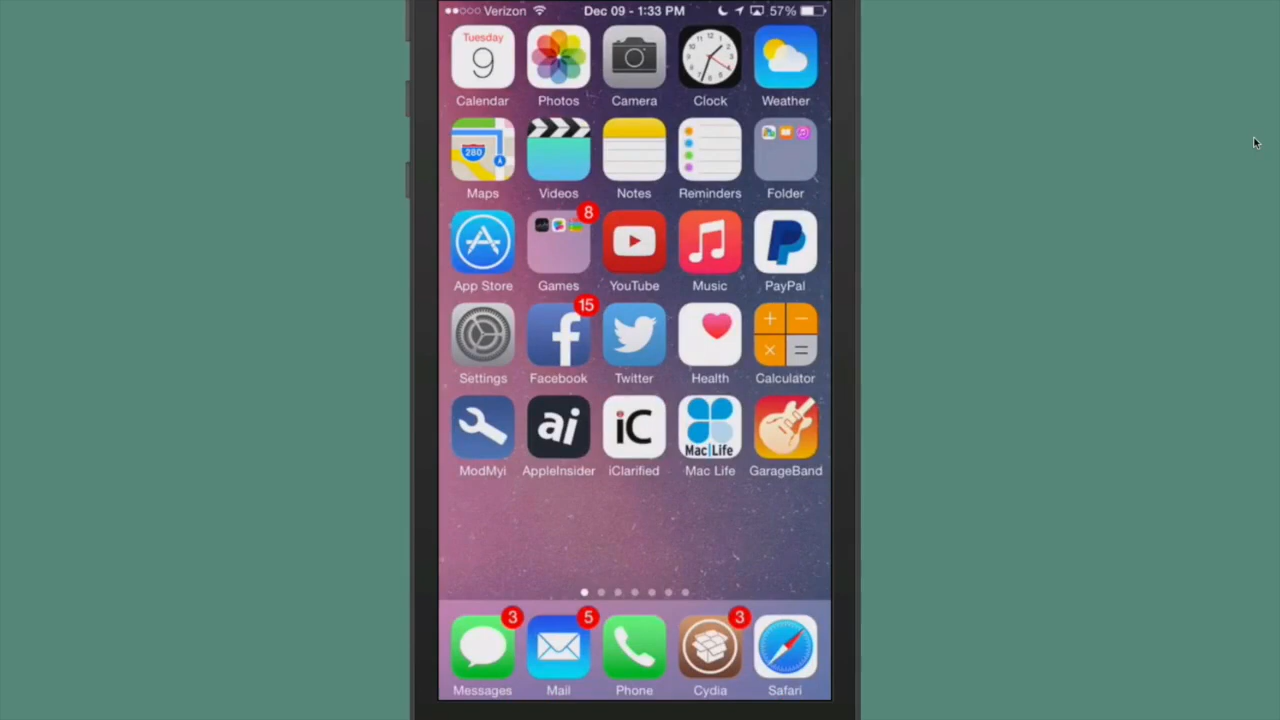 Verizon Dec 09 - 1:33 PM 57%
Tuesday
9
Calendar Photos Camera Clock Weather
280
Maps Videos Notes Reminders Folder
8
App Store Games YouTube Music PayPal
15
Settings Facebook Twitter Health Calculator
ai iC Mac|Life
ModMyi AppleInsider iClarified Mac Life GarageBand
3 5 3
Messages Mail Phone Cydia Safari